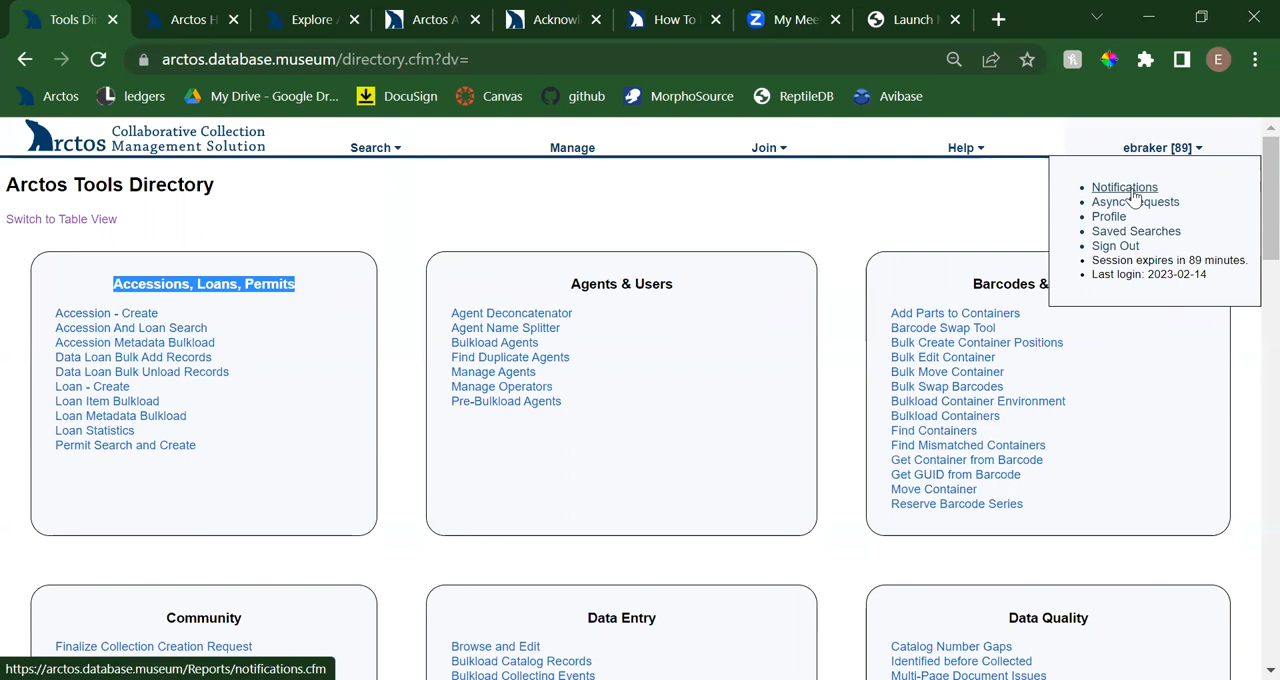 Tools Di
Arctos H
Explore
Arctos A
Acknowl
How To
My Mee
Launch
arctos.database.museum/directory.cfm?dv=
E
Arctos
ledgers
My Drive - Google Dr...
DocuSign
Canvas
github
MorphoSource
ReptileDB
Avibase
Arctos Collaborative Collection
Management Solution
Search
Manage
Join
Help
ebraker [89]
Arctos Tools Directory
Switch to Table View
Notifications
Async Requests
Profile
Saved Searches
Sign Out
Session expires in 89 minutes.
Last login: 2023-02-14
Accessions, Loans, Permits
Accession - Create
Accession And Loan Search
Accession Metadata Bulkload
Data Loan Bulk Add Records
Data Loan Bulk Unload Records
Loan - Create
Loan Item Bulkload
Loan Metadata Bulkload
Loan Statistics
Permit Search and Create
Agents & Users
Agent Deconcatenator
Agent Name Splitter
Bulkload Agents
Find Duplicate Agents
Manage Agents
Manage Operators
Pre-Bulkload Agents
Barcodes &
Add Parts to Containers
Barcode Swap Tool
Bulk Create Container Positions
Bulk Edit Container
Bulk Move Container
Bulk Swap Barcodes
Bulkload Container Environment
Bulkload Containers
Find Containers
Find Mismatched Containers
Get Container from Barcode
Get GUID from Barcode
Move Container
Reserve Barcode Series
Community
Finalize Collection Creation Request
Data Entry
Browse and Edit
Bulkload Catalog Records
Bulkload Collecting Events
Data Quality
Catalog Number Gaps
Identified before Collected
Multi-Page Document Issues
https://arctos.database.museum/Reports/notifications.cfm